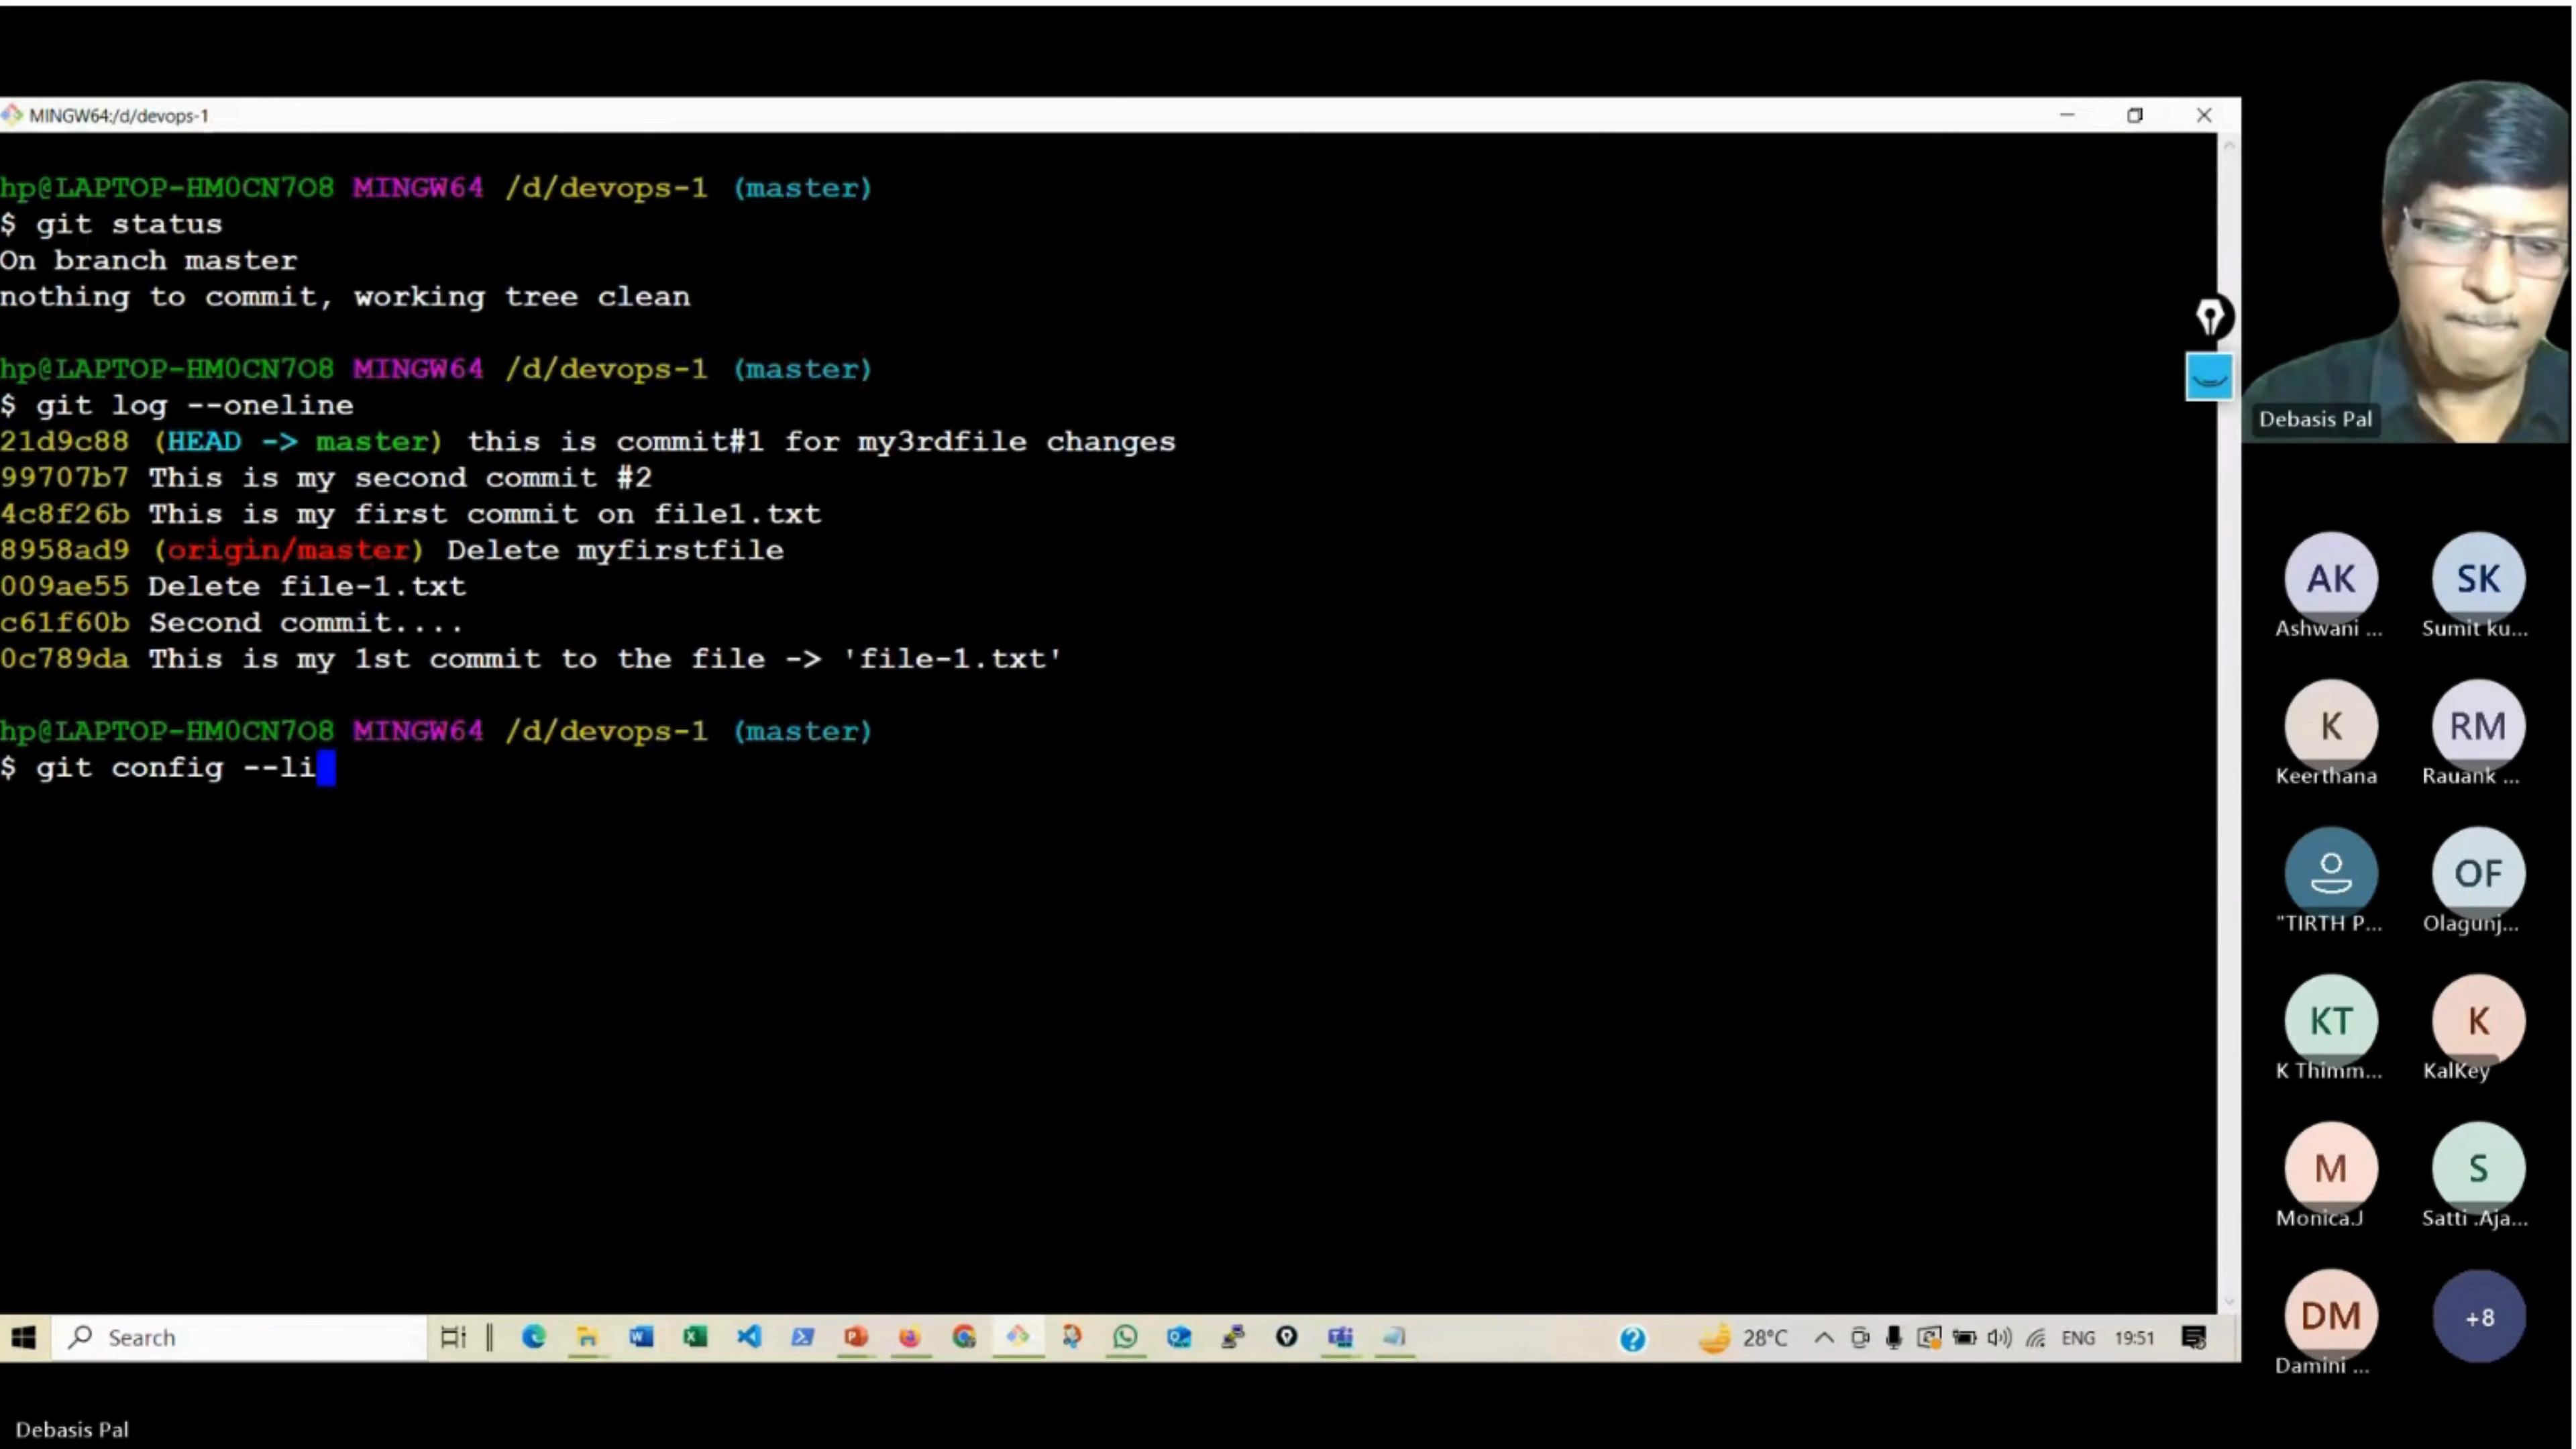 MINGW64:/d/devops-1
hp@LAPTOP-HM0CN7O8 MINGW64 /d/devops-1 (master)
$ git status
On branch master
nothing to commit, working tree clean
hp@LAPTOP-HM0CN7O8 MINGW64 /d/devops-1 (master)
$ git log --oneline
21d9c88 (HEAD -> master) this is commit#1 for my3rdfile changes
99707b7 This is my second commit #2
4c8f26b This is my first commit on file1.txt
8958ad9 (origin/master) Delete myfirstfile
009ae55 Delete file-1.txt
c61f60b Second commit....
0c789da This is my 1st commit to the file -> 'file-1.txt'
hp@LAPTOP-HM0CN7O8 MINGW64 /d/devops-1 (master)
$ git config --li
Debasis Pal
AK SK
Ashwani ... Sumit ku...
K RM
Keerthana Rauank ...
OF
"TIRTH P... Olagunj...
KT K
K Thimm... KalKey
M S
Monica.J Satti .Aja...
DM +8
Damini ...
Search
28°C ENG 19:51
Debasis Pal